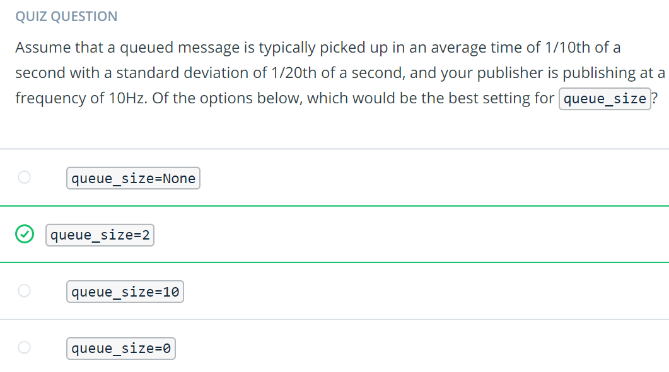 QUIZ QUESTION
Assume that a queued message is typically picked up in an average time of 1/10th of a
second with a standard deviation of 1/20th of a second, and your publisher is publishing at a
frequency of 10Hz. Of the options below, which would be the best setting for queue_size?
queue_size=None
queue_size=2
queue_size=10
queue_size=0